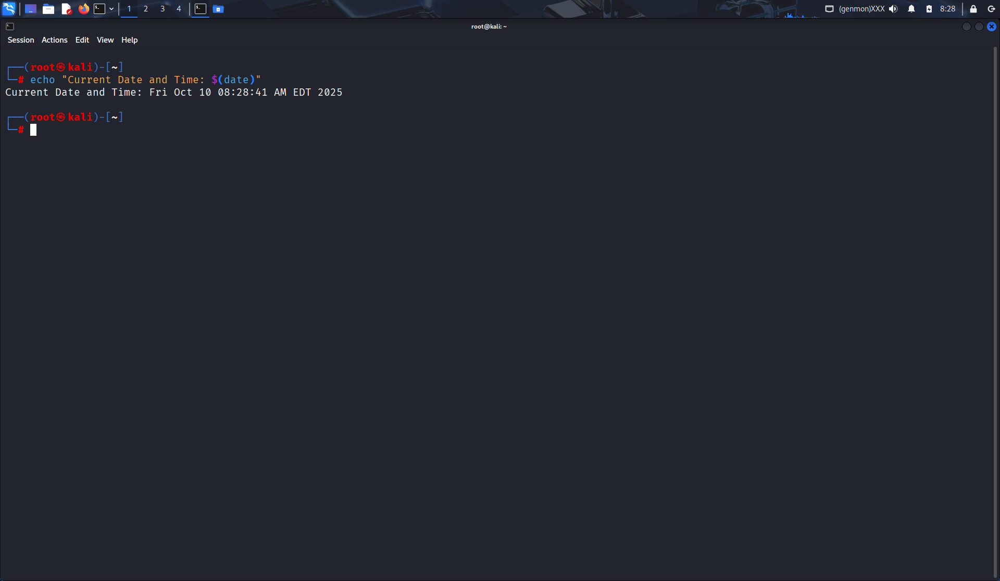 1 2 3 4 (genmon)XXX 8:28
root@kali: ~
Session Actions Edit View Help
┌──(root㉿kali)-[~]
└─# echo "Current Date and Time: $(date)"
Current Date and Time: Fri Oct 10 08:28:41 AM EDT 2025
┌──(root㉿kali)-[~]
└─#